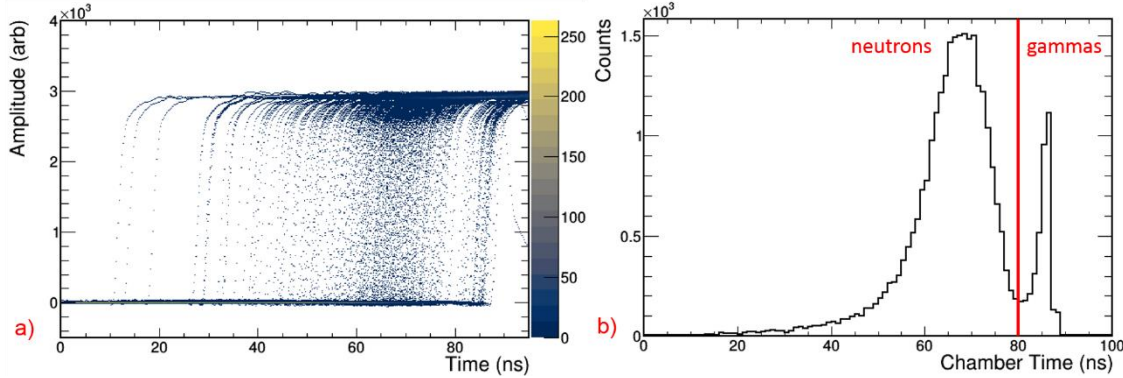 ×10³
Amplitude (arb)
4
3
2
1
0
0 20 40 60 80
Time (ns)
250
200
150
100
50
0
a)
×10³
Counts
1.5
1.0
0.5
0
0 20 40 60 80 100
Chamber Time (ns)
neutrons
gammas
b)